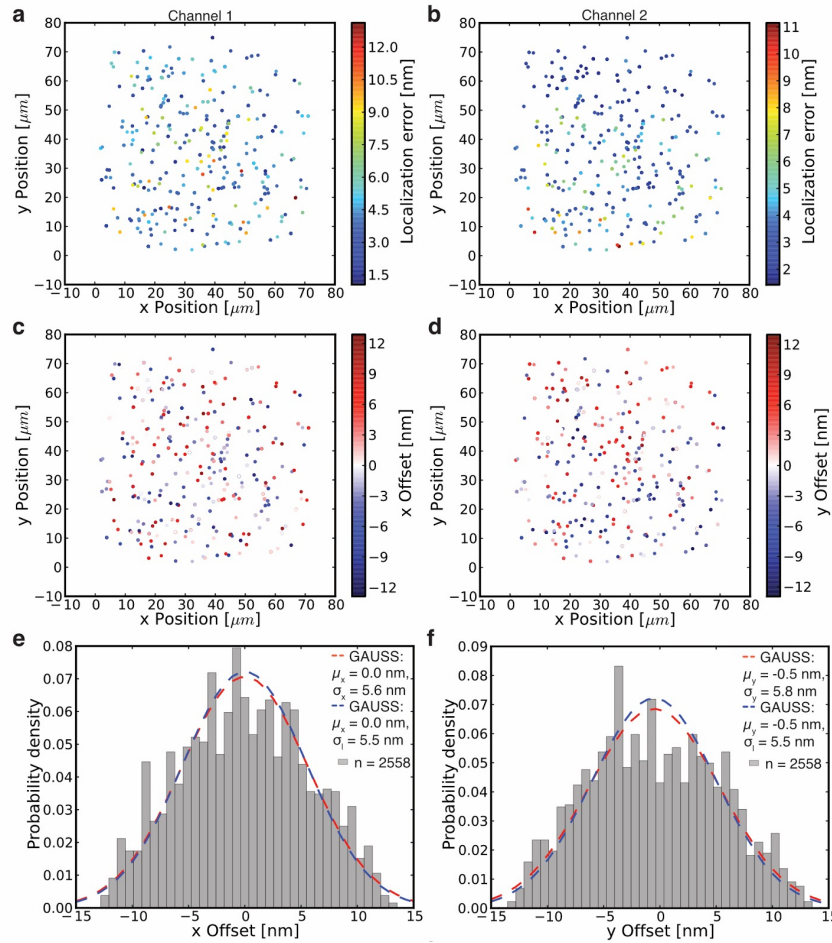 a
Channel 1
80
70
60
50
40
30
20
10
0
−10
y Position [μm]
−10 0 10 20 30 40 50 60 70 80
x Position [μm]
12.0
10.5
9.0
7.5
6.0
4.5
3.0
1.5
Localization error [nm]
b
Channel 2
80
70
60
50
40
30
20
10
0
−10
y Position [μm]
−10 0 10 20 30 40 50 60 70 80
x Position [μm]
11
10
9
8
7
6
5
4
3
2
Localization error [nm]
c
80
70
60
50
40
30
20
10
0
−10
y Position [μm]
−10 0 10 20 30 40 50 60 70 80
x Position [μm]
12
9
6
3
0
−3
−6
−9
−12
x Offset [nm]
d
80
70
60
50
40
30
20
10
0
−10
y Position [μm]
−10 0 10 20 30 40 50 60 70 80
x Position [μm]
12
9
6
3
0
−3
−6
−9
−12
y Offset [nm]
e
0.08
0.07
0.06
0.05
0.04
0.03
0.02
0.01
0.00
Probability density
−15 −10 −5 0 5 10 15
x Offset [nm]
GAUSS:
μx = 0.0 nm,
σx = 5.6 nm
GAUSS:
μx = 0.0 nm,
σl = 5.5 nm
n = 2558
f
0.09
0.08
0.07
0.06
0.05
0.04
0.03
0.02
0.01
0.00
Probability density
−15 −10 −5 0 5 10 15
y Offset [nm]
GAUSS:
μy = -0.5 nm,
σy = 5.8 nm
GAUSS:
μy = -0.5 nm,
σl = 5.5 nm
n = 2558